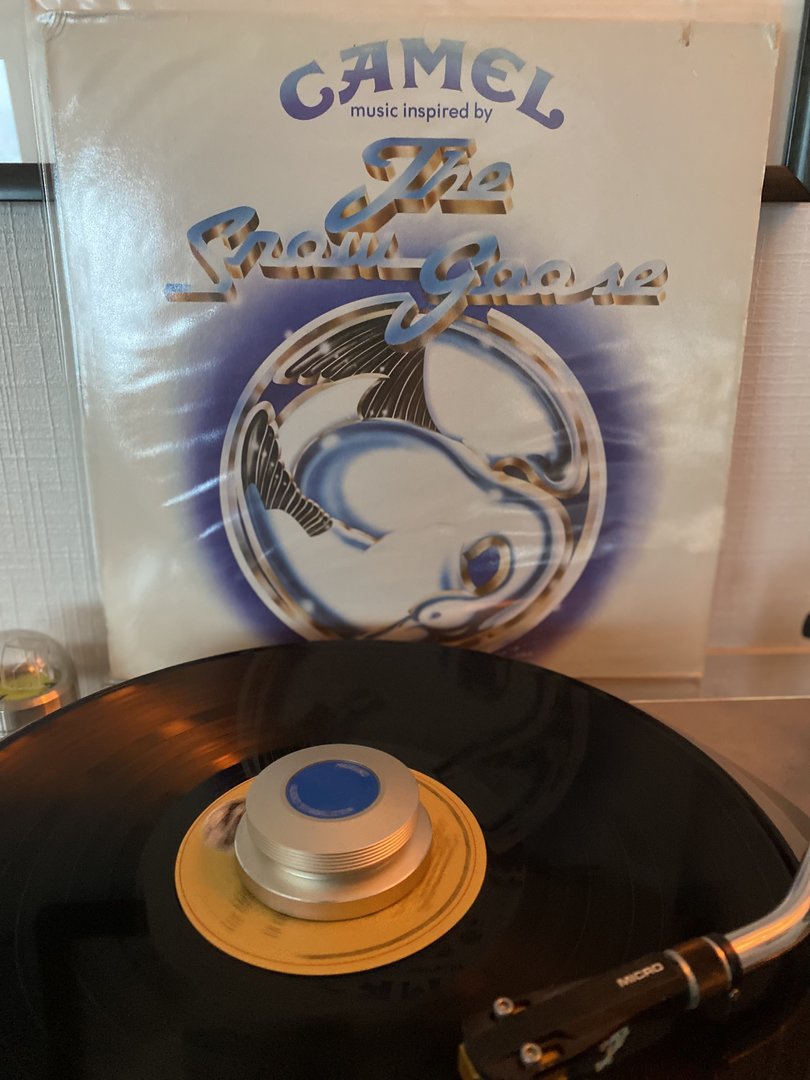 CAMEL
music inspired by
The
Snow Goose
MICRO